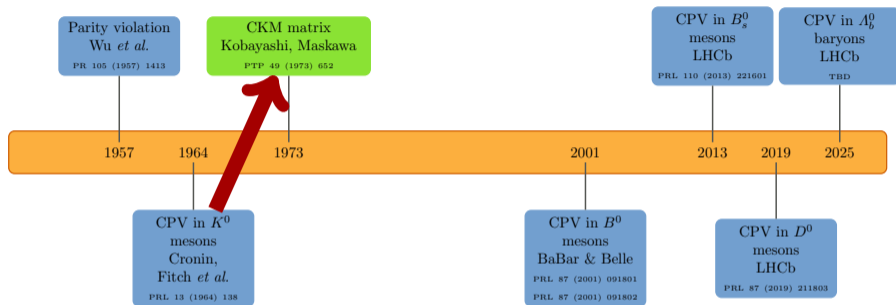 Parity violation
Wu et al.
PR 105 (1957) 1413
CKM matrix
Kobayashi, Maskawa
PTP 49 (1973) 652
CPV in B⁰ₛ
mesons
LHCb
PRL 110 (2013) 221601
CPV in Λ⁰_b
baryons
LHCb
TBD
1957
1964
1973
2001
2013
2019
2025
CPV in K⁰
mesons
Cronin,
Fitch et al.
PRL 13 (1964) 138
CPV in B⁰
mesons
BaBar & Belle
PRL 87 (2001) 091801
PRL 87 (2001) 091802
CPV in D⁰
mesons
LHCb
PRL 87 (2019) 211803